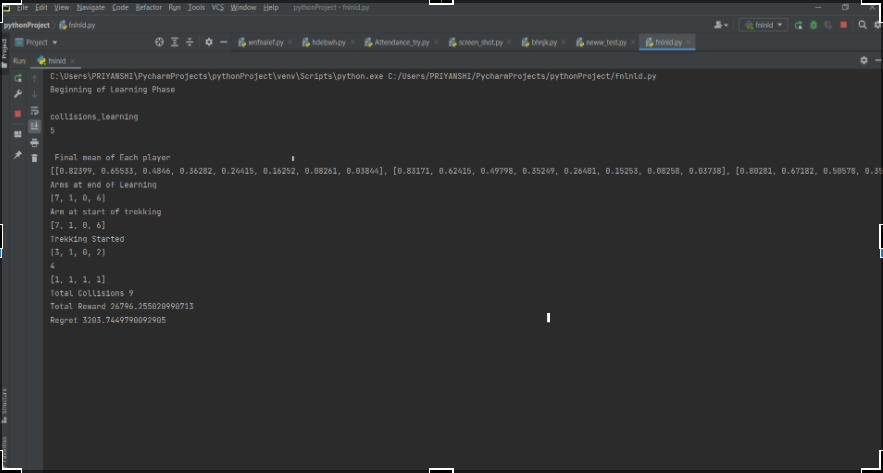 File Edit View Navigate Code Refactor Run Tools VCS Window Help pythonProject - fnlnld.py
pythonProject fnlnld.py fnlnld
Project xnfnalef.py hdebwh.py Attendance_try.py screen_shot.py bhnjk.py neww_test.py fnlnld.py
Run: fnlnld
C:\Users\PRIYANSHI\PycharmProjects\pythonProject\venv\Scripts\python.exe C:/Users/PRIYANSHI/PycharmProjects/pythonProject/fnlnld.py
Beginning of Learning Phase
collisions_learning
5
Final mean of Each player
[[0.82399, 0.65533, 0.4846, 0.36282, 0.24415, 0.16252, 0.08261, 0.03844], [0.83171, 0.62415, 0.49798, 0.35249, 0.26481, 0.15253, 0.08258, 0.03738], [0.80281, 0.67182, 0.50578, 0.35
Arms at end of Learning
[7, 1, 0, 6]
Arm at start of trekking
[7, 1, 0, 6]
Trekking Started
[3, 1, 0, 2]
4
[1, 1, 1, 1]
Total Collisions 9
Total Reward 26796.255020990713
Regret 3203.7449790092905
Project
Structure